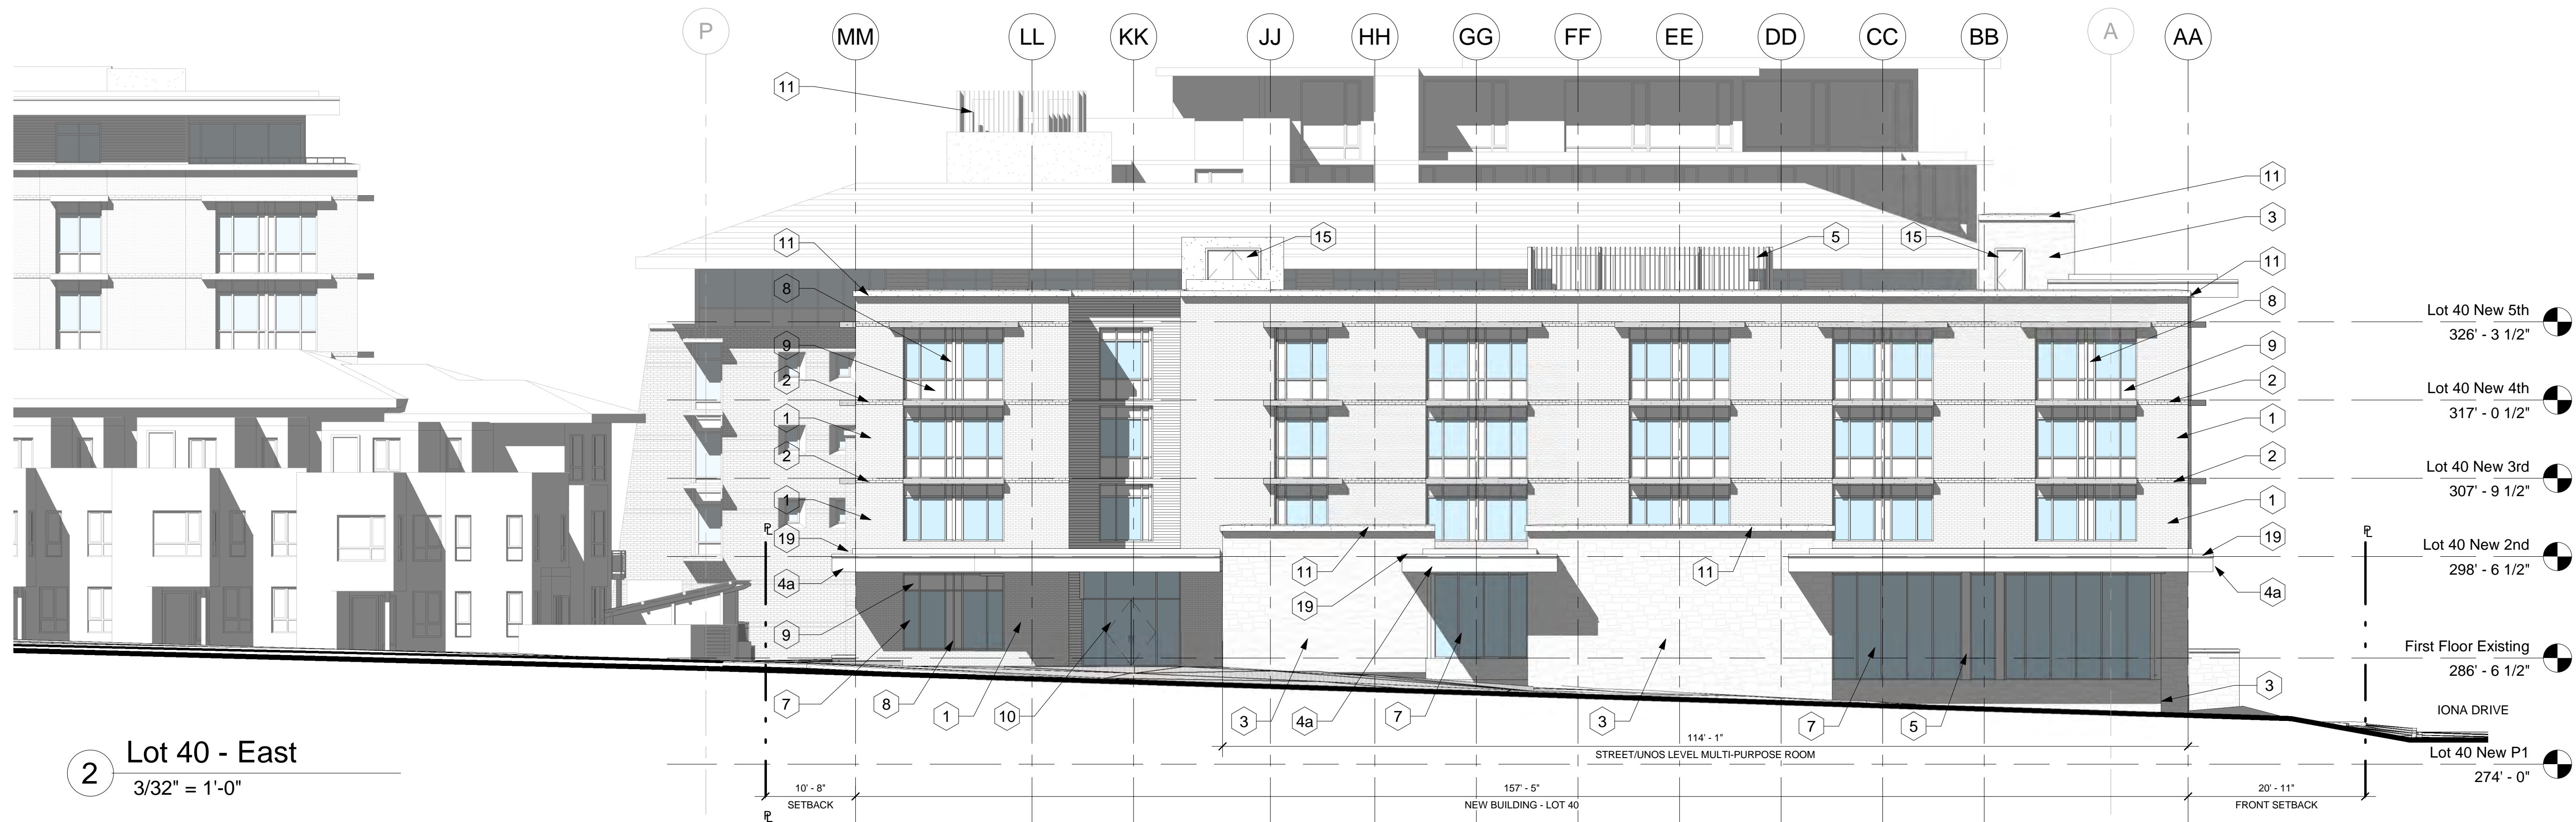 P MM LL KK JJ HH GG FF EE DD CC BB A AA
11
11
3
11 15 5 15
11
8 8
Lot 40 New 5th
326' - 3 1/2"
9 9
2 2
Lot 40 New 4th
317' - 0 1/2"
1 1
2 2
Lot 40 New 3rd
307' - 9 1/2"
1 1
PL PL
19 19
Lot 40 New 2nd
298' - 6 1/2"
4a 11 11 4a
19
9
First Floor Existing
286' - 6 1/2"
3
7 8 1 10 3 4a 7 3 7 5
IONA DRIVE
114' - 1"
STREET/UNOS LEVEL MULTI-PURPOSE ROOM
Lot 40 New P1
274' - 0"
2 Lot 40 - East
3/32" = 1'-0"
10' - 8" 157' - 5" 20' - 11"
SETBACK NEW BUILDING - LOT 40 FRONT SETBACK
PL